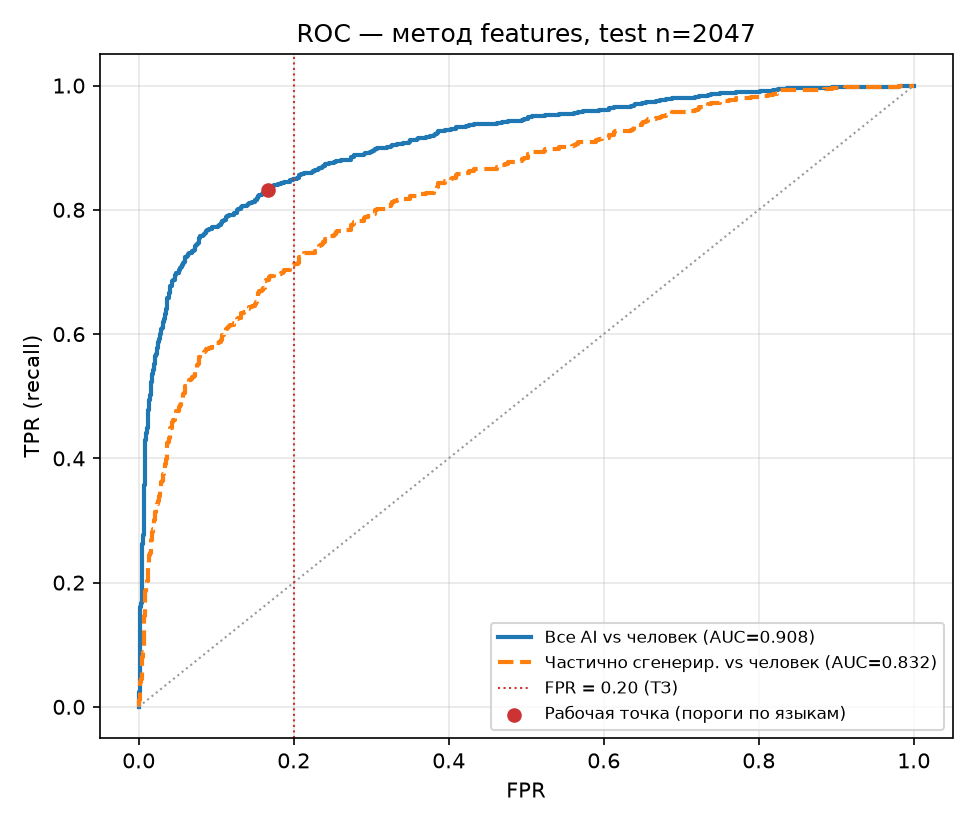 ROC — метод features, test n=2047
1.0
0.8
0.6
0.4
0.2
0.0
TPR (recall)
Все AI vs человек (AUC=0.908)
Частично сгенерир. vs человек (AUC=0.832)
FPR = 0.20 (ТЗ)
Рабочая точка (пороги по языкам)
0.0 0.2 0.4 0.6 0.8 1.0
FPR